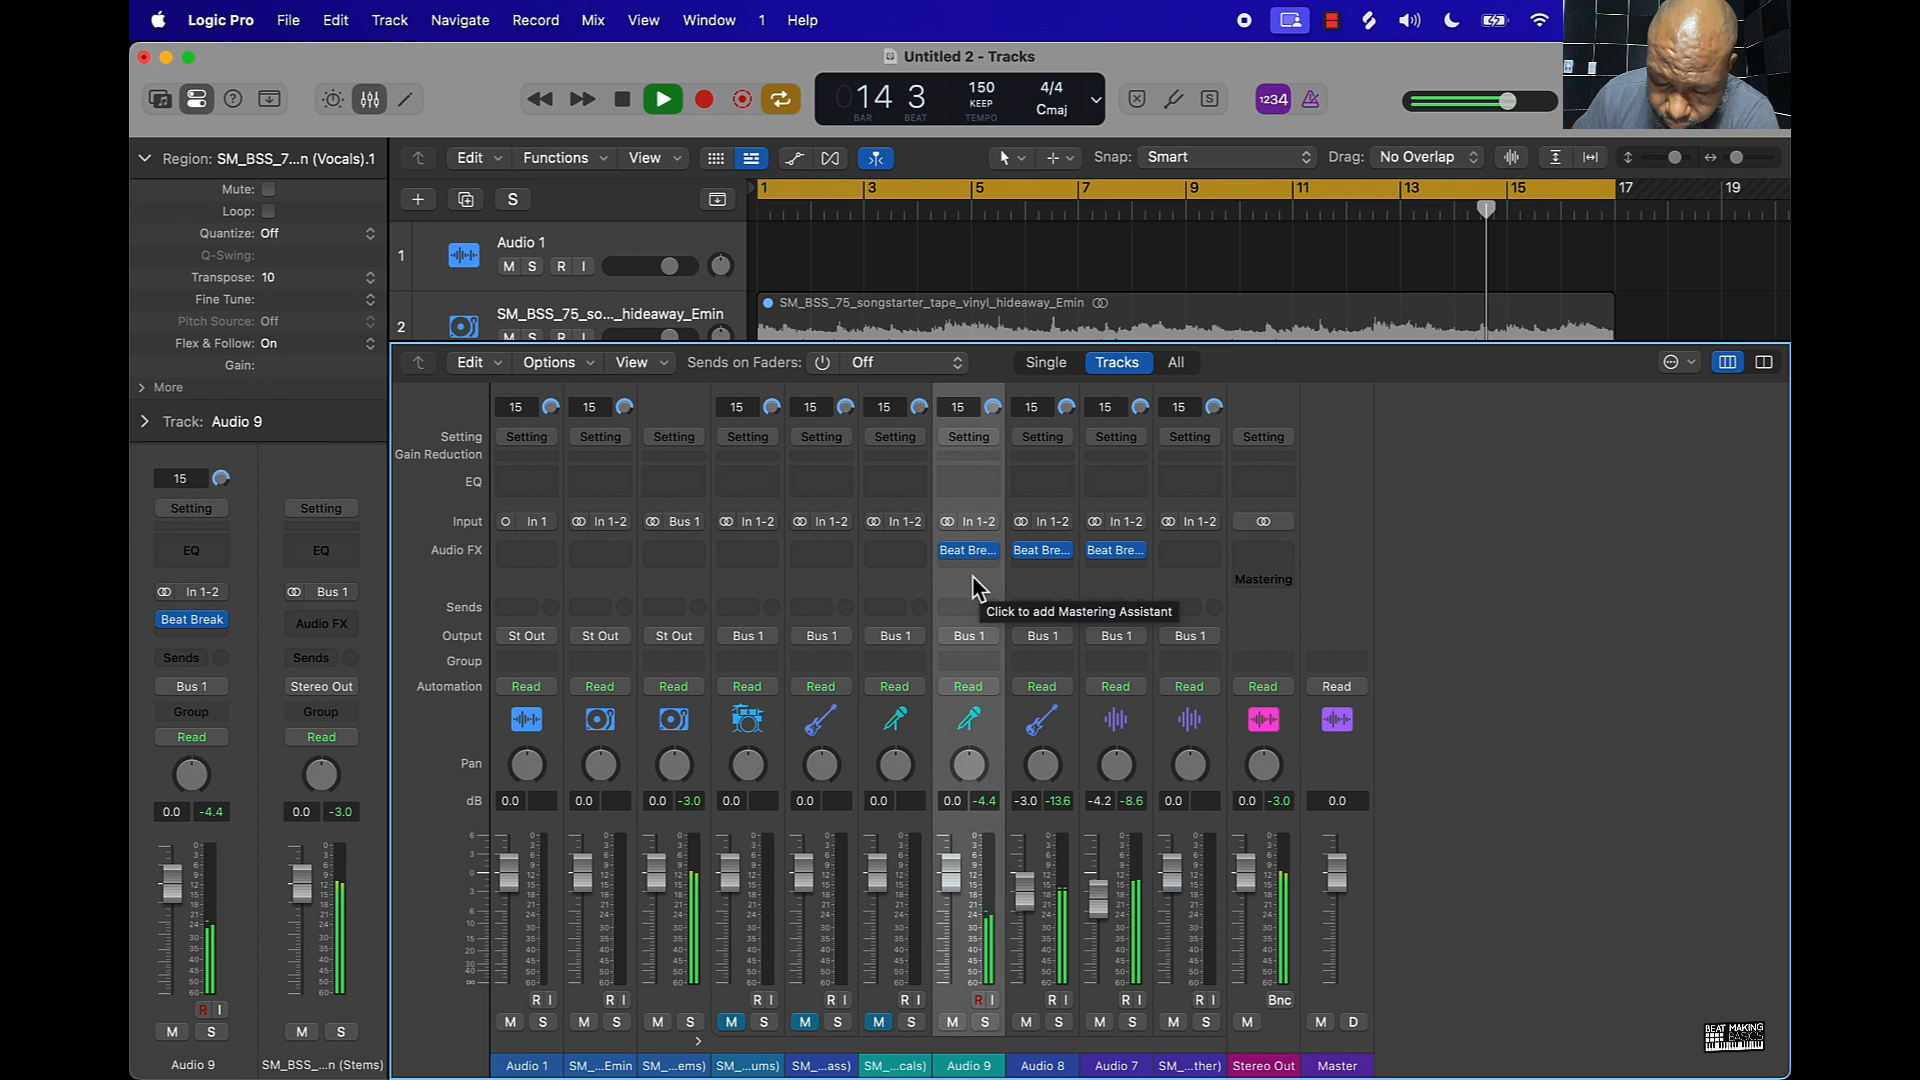 Logic Pro File Edit Track Navigate Record Mix View Window 1 Help
Untitled 2 - Tracks
14 3 150 4/4
KEEP Cmaj
BAR BEAT TEMPO
1234
Region: SM_BSS_7...n (Vocals).1
Edit Functions View Snap: Smart Drag: No Overlap
Mute:
Loop:
Quantize: Off
Q-Swing:
Transpose: 10
Fine Tune:
Pitch Source: Off
Flex & Follow: On
Gain:
More
Track: Audio 9
S
1 3 5 7 9 11 13 15 17 19
1 Audio 1
M S R I
2 SM_BSS_75_so..._hideaway_Emin
M S R I
SM_BSS_75_songstarter_tape_vinyl_hideaway_Emin
Edit Options View Sends on Faders: Off Single Tracks All
15 15 15 15 15 15 15 15 15
Setting Setting Setting Setting Setting Setting Setting Setting Setting Setting Setting Setting
Gain Reduction
EQ
Input In 1 In 1-2 Bus 1 In 1-2 In 1-2 In 1-2 In 1-2 In 1-2 In 1-2 In 1-2
Audio FX Beat Bre... Beat Bre... Beat Bre...
Mastering
Click to add Mastering Assistant
Sends
Output St Out St Out St Out Bus 1 Bus 1 Bus 1 Bus 1 Bus 1 Bus 1 Bus 1
Group
Automation Read Read Read Read Read Read Read Read Read Read Read Read
Pan
dB 0.0 0.0 0.0 -3.0 0.0 0.0 0.0 0.0 -4.4 -3.0 -13.6 -4.2 -8.6 0.0 0.0 -3.0 0.0
R I R I R I R I R I R I R I R I R I Bnc
M S M S M S M S M S M S M S M S M S M S M M D
Audio 1 SM_...Emin SM_...ems) SM_...ums) SM_...ass) SM_...cals) Audio 9 Audio 8 Audio 7 SM_...ther) Stereo Out Master
15
Setting Setting
EQ EQ
In 1-2 Bus 1
Beat Break Audio FX
Sends Sends
Bus 1 Stereo Out
Group Group
Read Read
0.0 -4.4 0.0 -3.0
R I
M S M S
Audio 9 SM_BSS_...n (Stems)
BEAT MAKING
BASICS